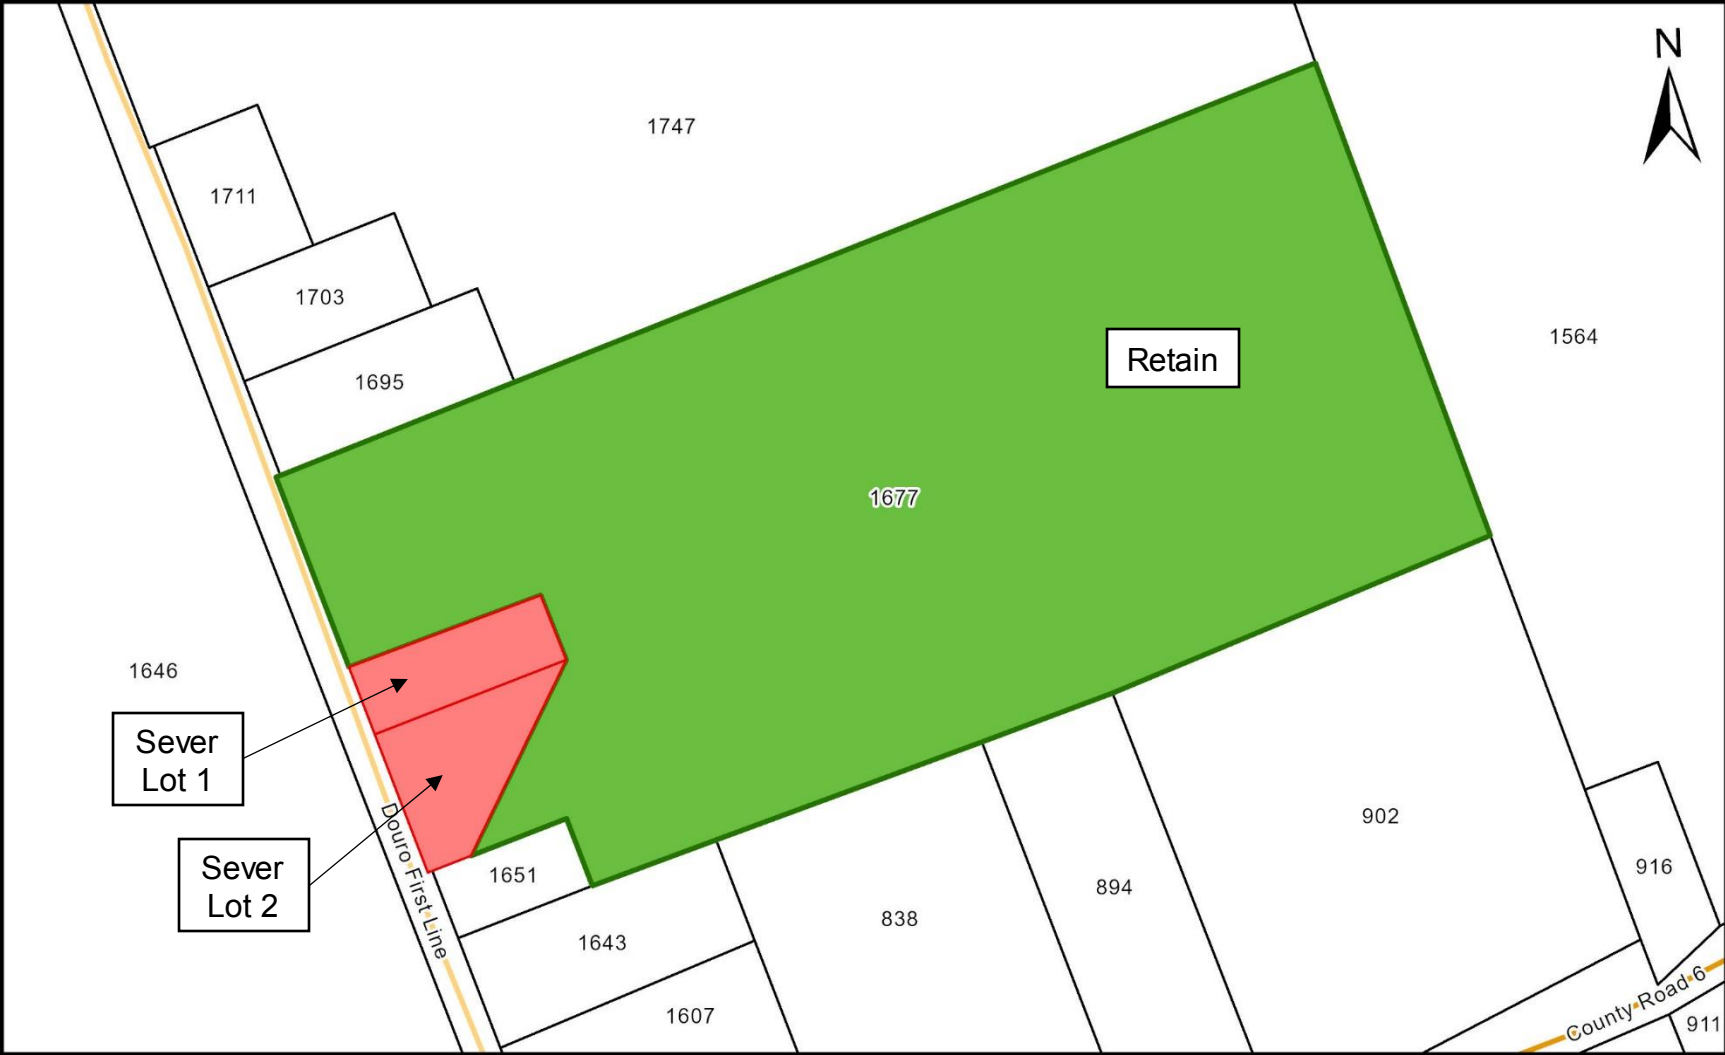 N
1747
1711
1703
1564
Retain
1695
1677
1646
Sever
Lot 1
Sever
Lot 2
Douro First Line
902
916
1651
894
838
1643
1607
County Road 6
911